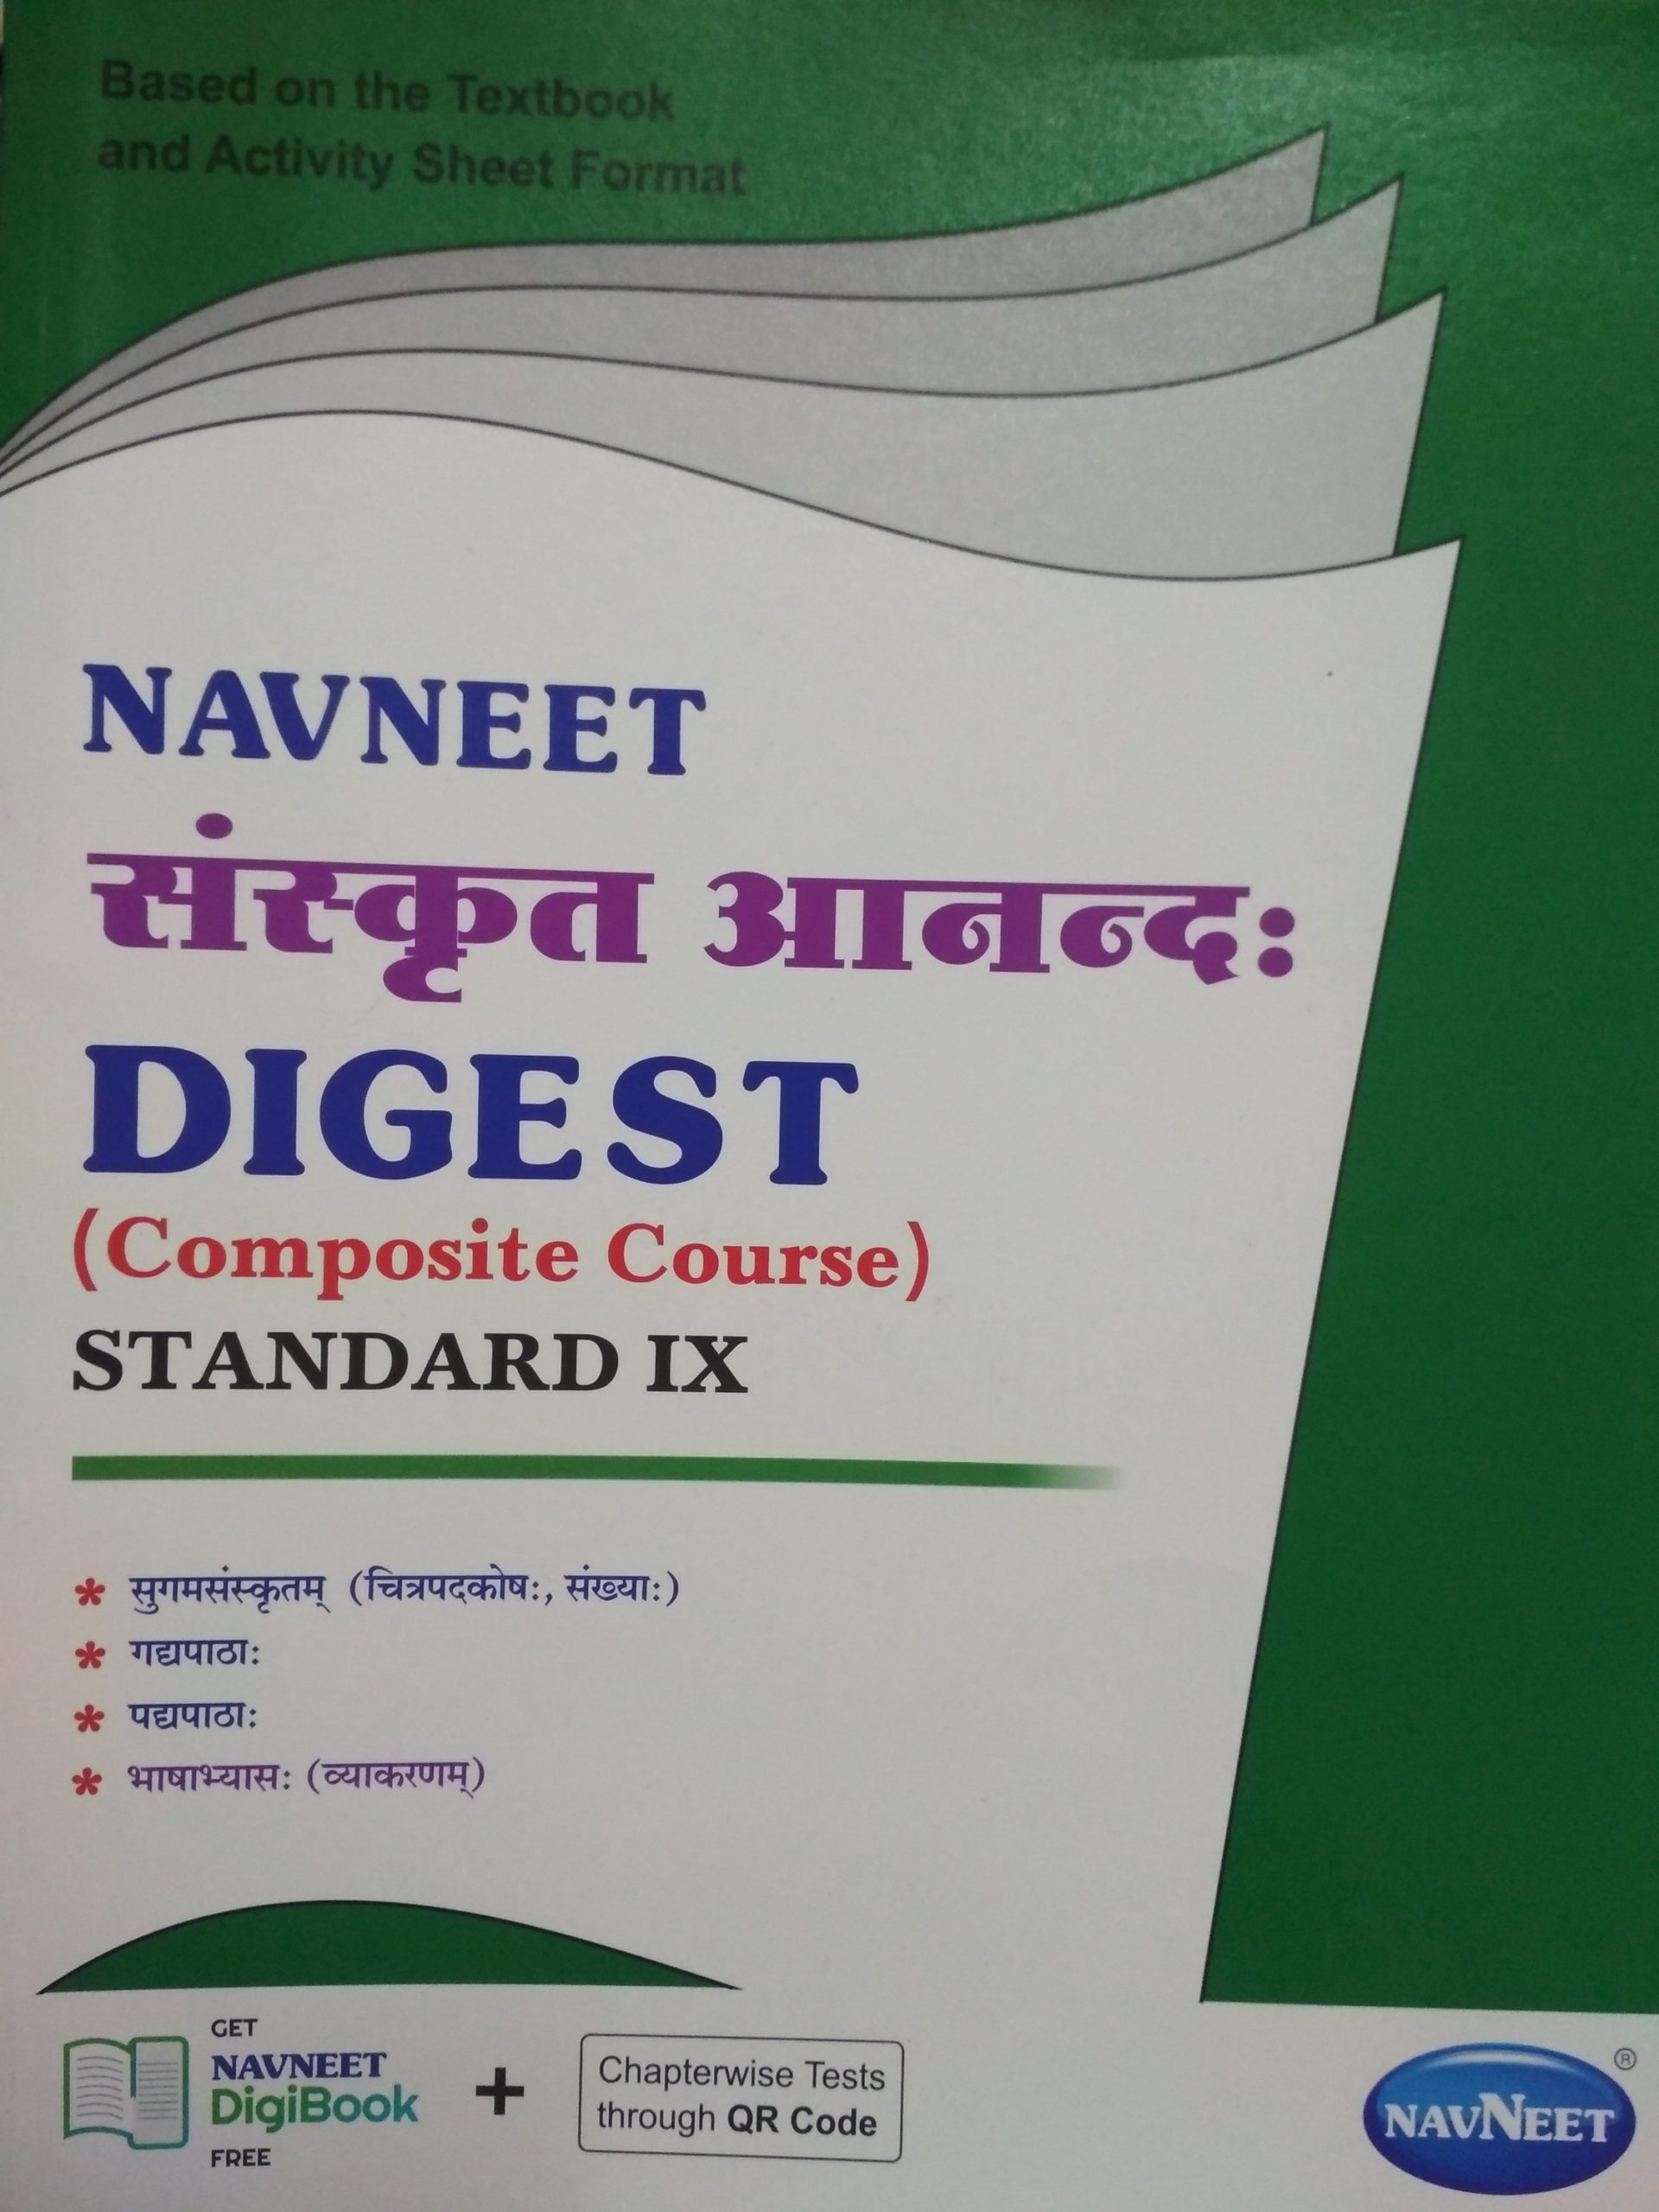 Based on the Textbook
and Activity Sheet Format
NAVNEET
संस्कृत आनन्दः
DIGEST
(Composite Course)
STANDARD IX
* सुगमसंस्कृतम् (चित्रपदकोषः, संख्याः)
* गद्यपाठाः
* पद्यपाठाः
* भाषाभ्यासः (व्याकरणम्)
GET
NAVNEET
DigiBook
FREE
+
Chapterwise Tests
through QR Code
NAVNEET ®